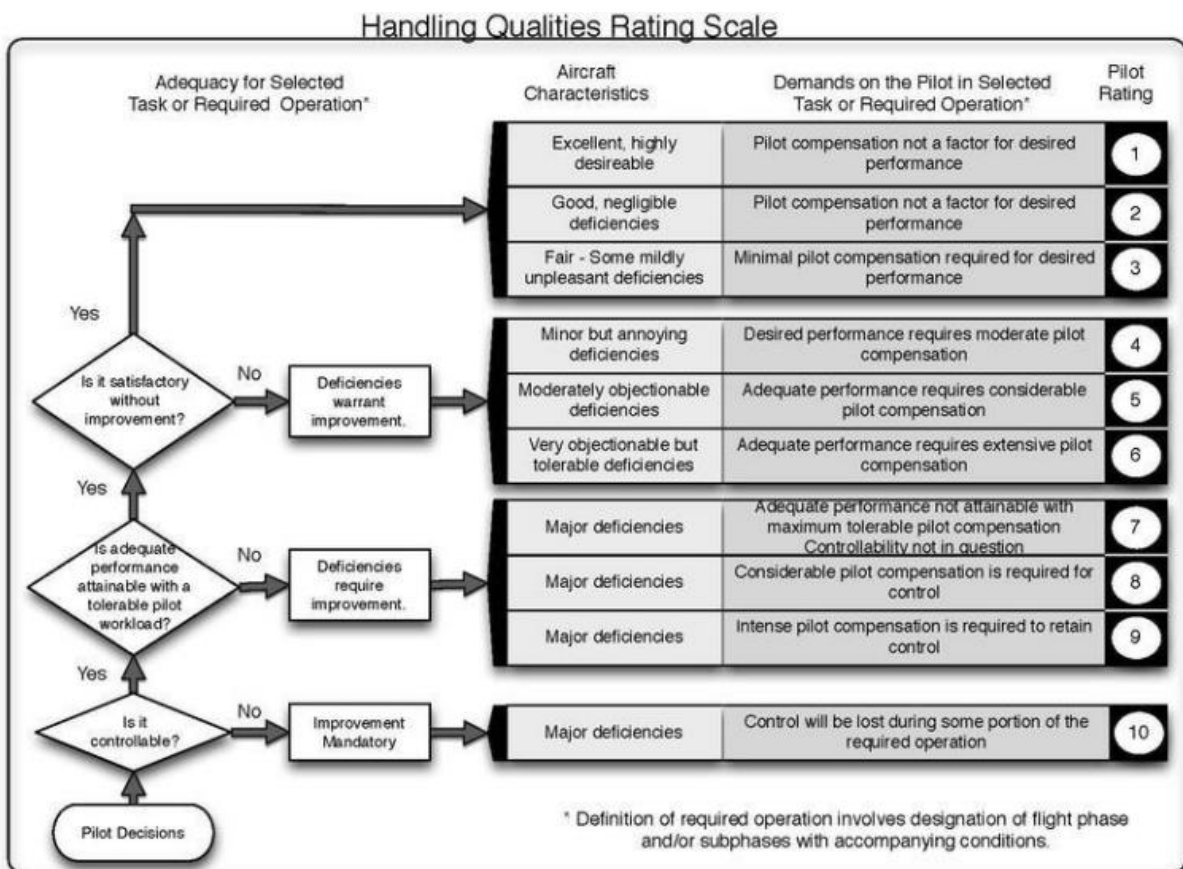 Handling Qualities Rating Scale
Adequacy for Selected
Task or Required Operation*
Aircraft
Characteristics
Demands on the Pilot in Selected
Task or Required Operation*
Pilot
Rating
Excellent, highly
desireable
Pilot compensation not a factor for desired
performance
1
Good, negligible
deficiencies
Pilot compensation not a factor for desired
performance
2
Fair - Some mildly
unpleasant deficiencies
Minimal pilot compensation required for desired
performance
3
Yes
Is it satisfactory
without
improvement?
No
Deficiencies
warrant
improvement.
Minor but annoying
deficiencies
Desired performance requires moderate pilot
compensation
4
Moderately objectionable
deficiencies
Adequate performance requires considerable
pilot compensation
5
Very objectionable but
tolerable deficiencies
Adequate performance requires extensive pilot
compensation
6
Yes
Is adequate
performance
attainable with a
tolerable pilot
workload?
No
Deficiencies
require
improvement.
Major deficiencies
Adequate performance not attainable with
maximum tolerable pilot compensation
Controllability not in question
7
Major deficiencies
Considerable pilot compensation is required for
control
8
Major deficiencies
Intense pilot compensation is required to retain
control
9
Yes
Is it
controllable?
No
Improvement
Mandatory
Major deficiencies
Control will be lost during some portion of the
required operation
10
Pilot Decisions
* Definition of required operation involves designation of flight phase
and/or subphases with accompanying conditions.